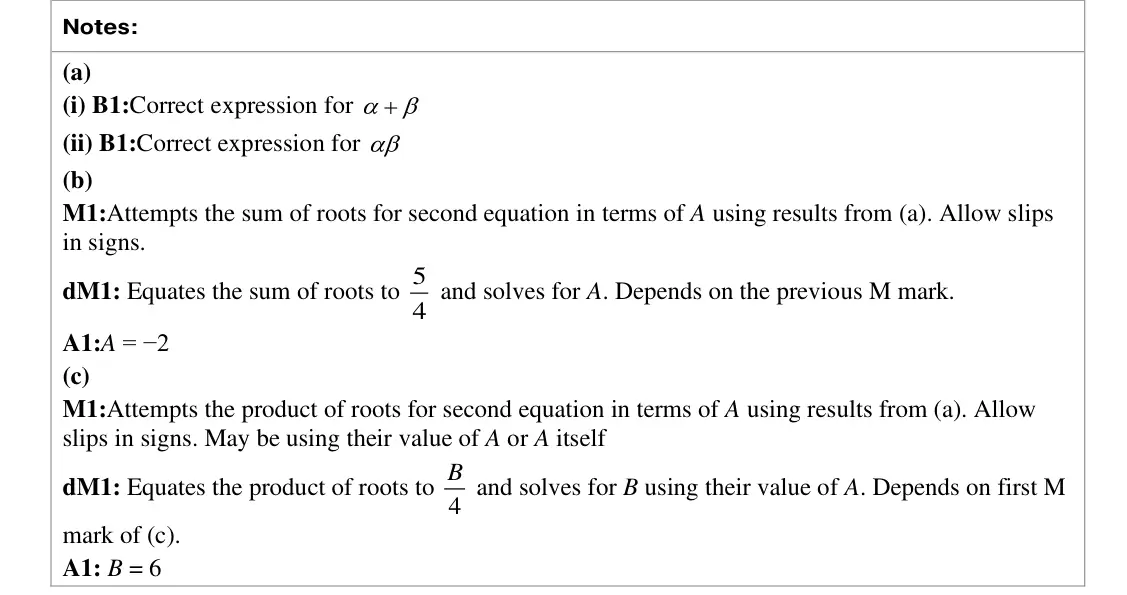 Notes:
(a)
(i) B1:Correct expression for α + β
(ii) B1:Correct expression for αβ
(b)
M1:Attempts the sum of roots for second equation in terms of A using results from (a). Allow slips
in signs.
dM1: Equates the sum of roots to 5/4 and solves for A. Depends on the previous M mark.
A1:A = −2
(c)
M1:Attempts the product of roots for second equation in terms of A using results from (a). Allow
slips in signs. May be using their value of A or A itself
dM1: Equates the product of roots to B/4 and solves for B using their value of A. Depends on first M
mark of (c).
A1: B = 6